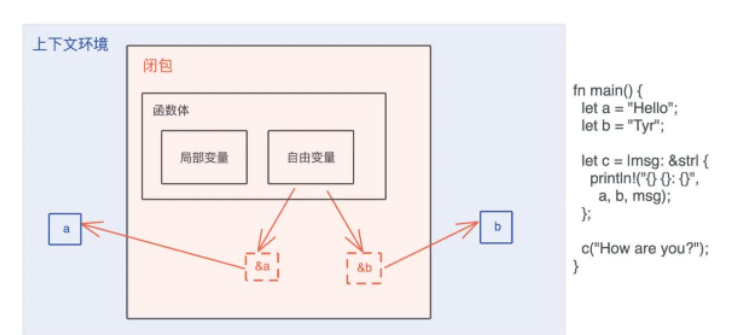 上下文环境
闭包
函数体
局部变量
自由变量
a
&a
&b
b
fn main() {
let a = "Hello";
let b = "Tyr";
let c = |msg: &str| {
println!("{} {}: {}",
a, b, msg);
};
c("How are you?");
}